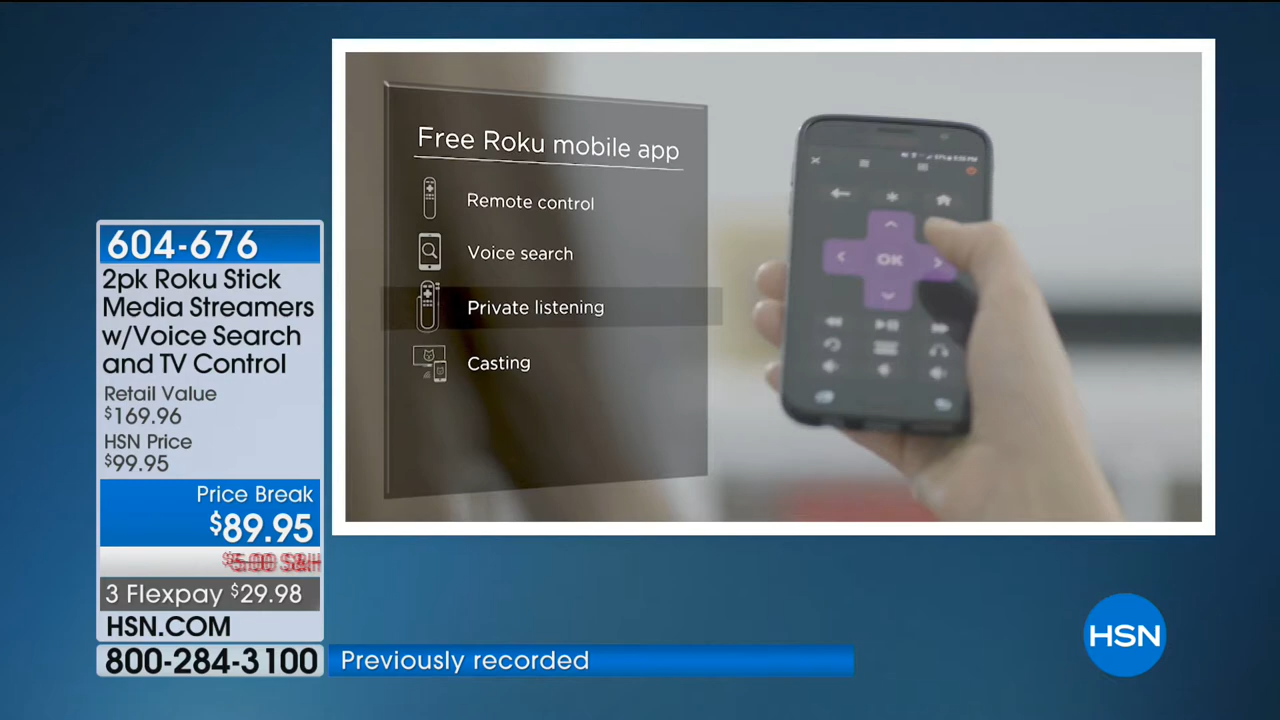 Free Roku mobile app
Remote control
Voice search
Private listening
Casting
OK
604-676
2pk Roku Stick
Media Streamers
w/Voice Search
and TV Control
Retail Value
$169.96
HSN Price
$99.95
Price Break
$89.95
$5.00 S&H
3 Flexpay $29.98
HSN.COM
800-284-3100
Previously recorded
HSN